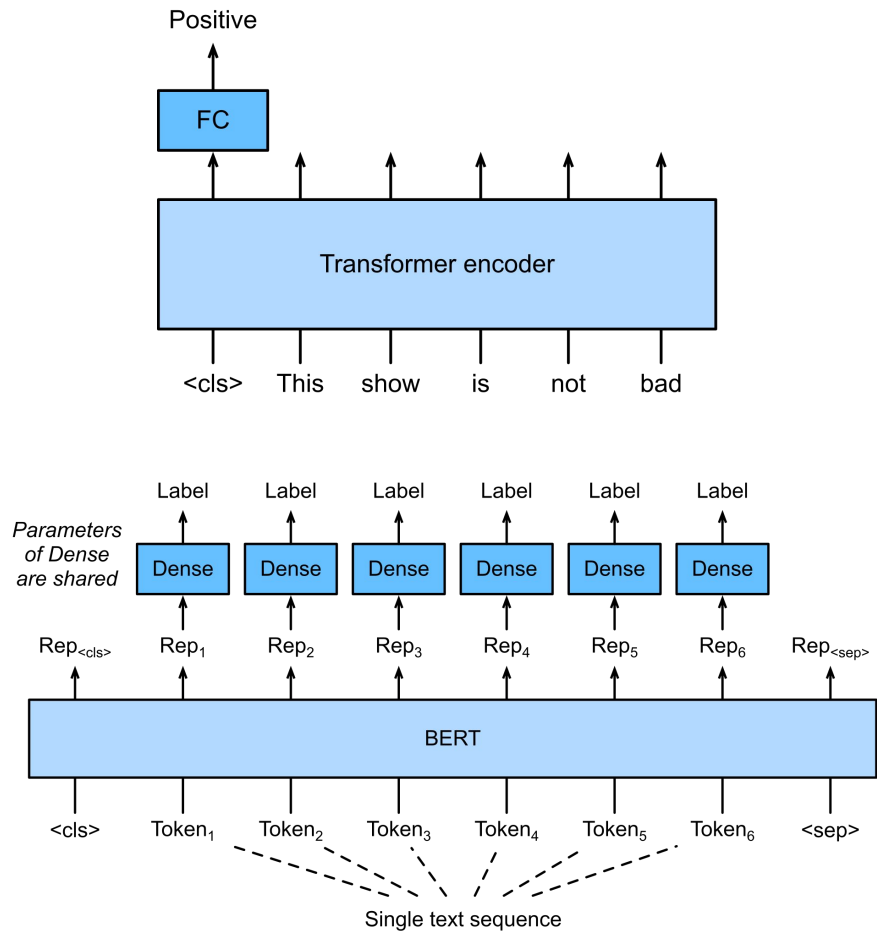 Positive
FC
Transformer encoder
<cls> This show is not bad
Label Label Label Label Label Label
Parameters
of Dense
are shared
Dense Dense Dense Dense Dense Dense
Rep<cls> Rep1 Rep2 Rep3 Rep4 Rep5 Rep6 Rep<sep>
BERT
<cls> Token1 Token2 Token3 Token4 Token5 Token6 <sep>
Single text sequence